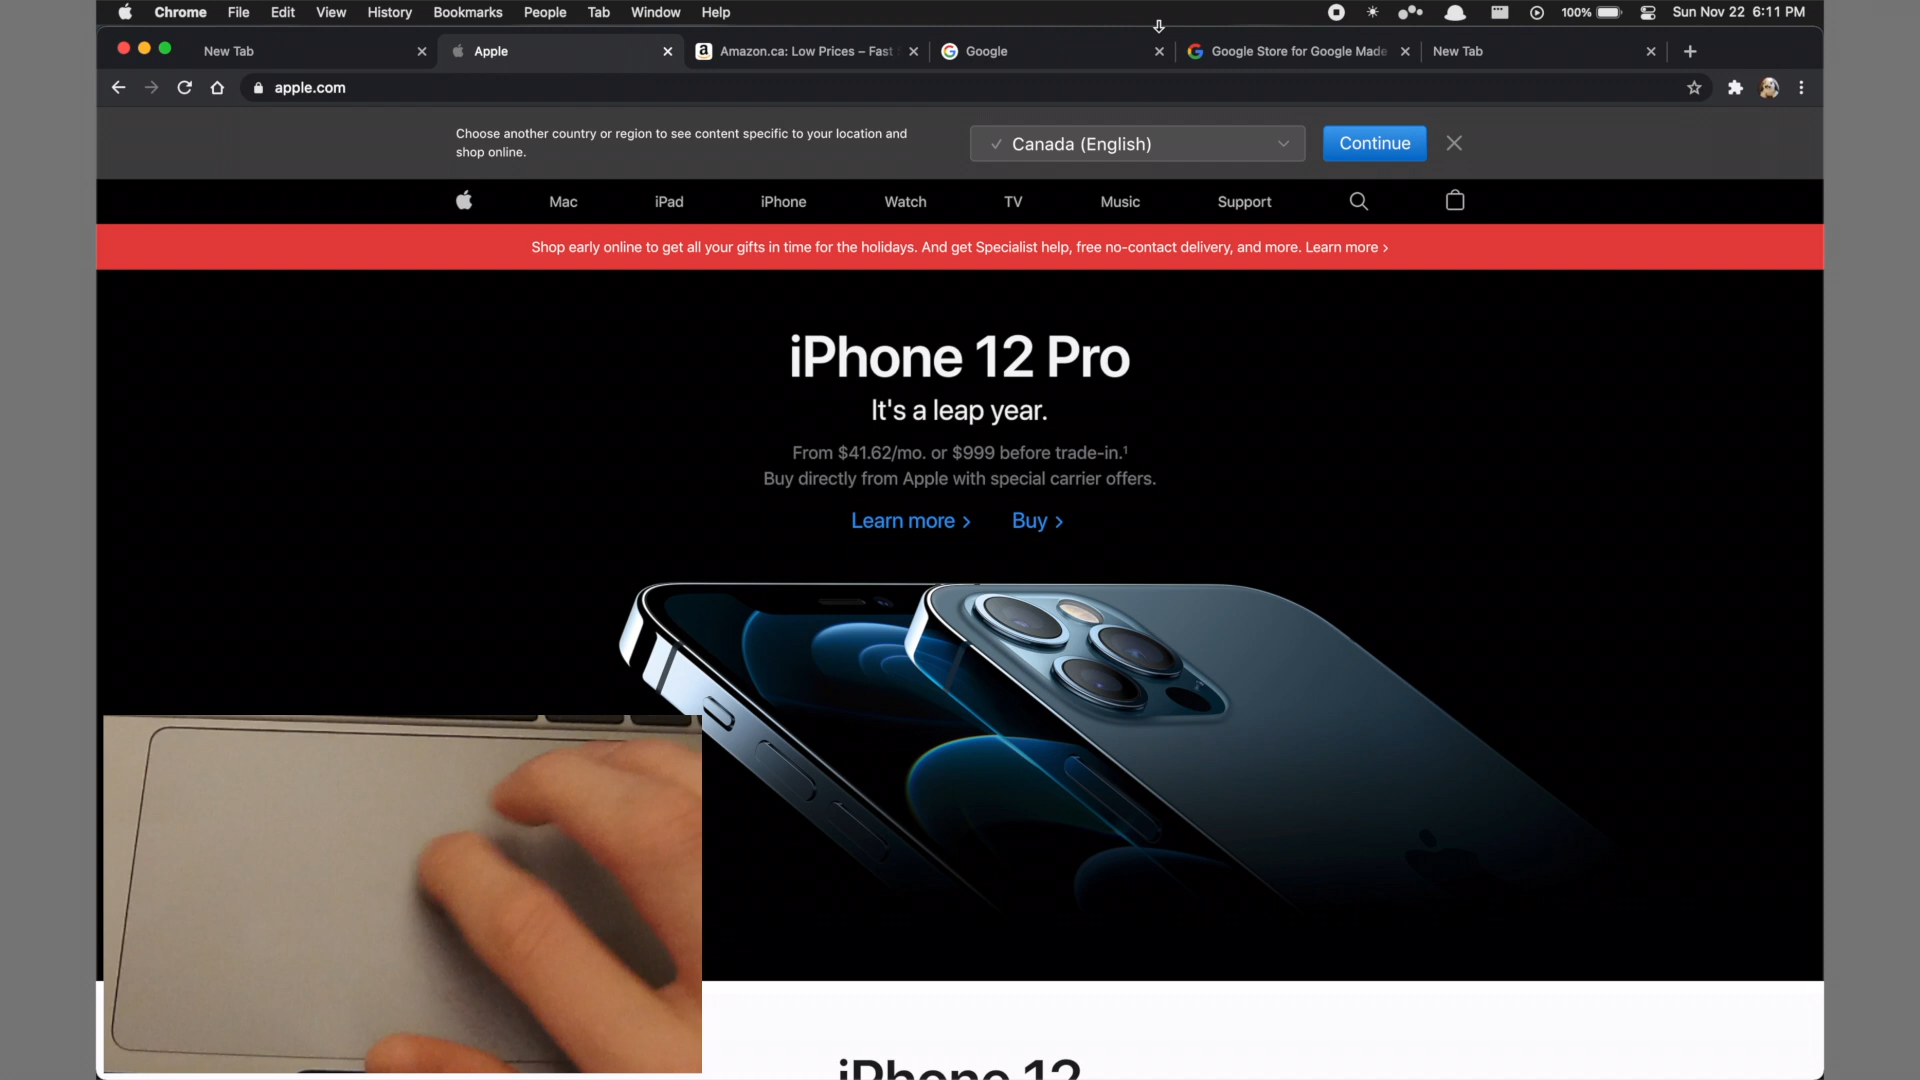 Chrome File Edit View History Bookmarks People Tab Window Help 100% Sun Nov 22 6:11 PM
New Tab Apple Amazon.ca: Low Prices – Fast Google Google Store for Google Made New Tab
apple.com
Choose another country or region to see content specific to your location and
shop online.
Canada (English) Continue
Mac iPad iPhone Watch TV Music Support
Shop early online to get all your gifts in time for the holidays. And get Specialist help, free no-contact delivery, and more. Learn more >
iPhone 12 Pro
It's a leap year.
From $41.62/mo. or $999 before trade-in.¹
Buy directly from Apple with special carrier offers.
Learn more > Buy >
iPhone 12